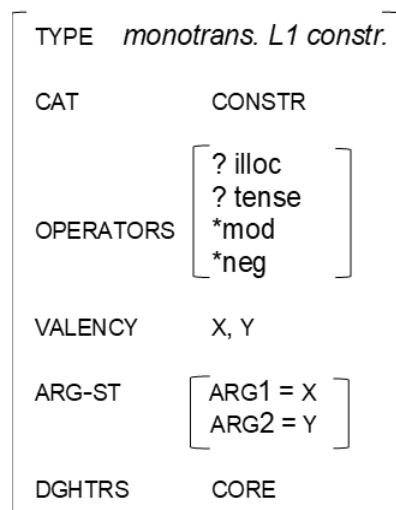 TYPE monotrans. L1 constr.
CAT CONSTR
OPERATORS
? illoc
? tense
*mod
*neg
VALENCY X, Y
ARG-ST ARG1 = X
ARG2 = Y
DGHTRS CORE